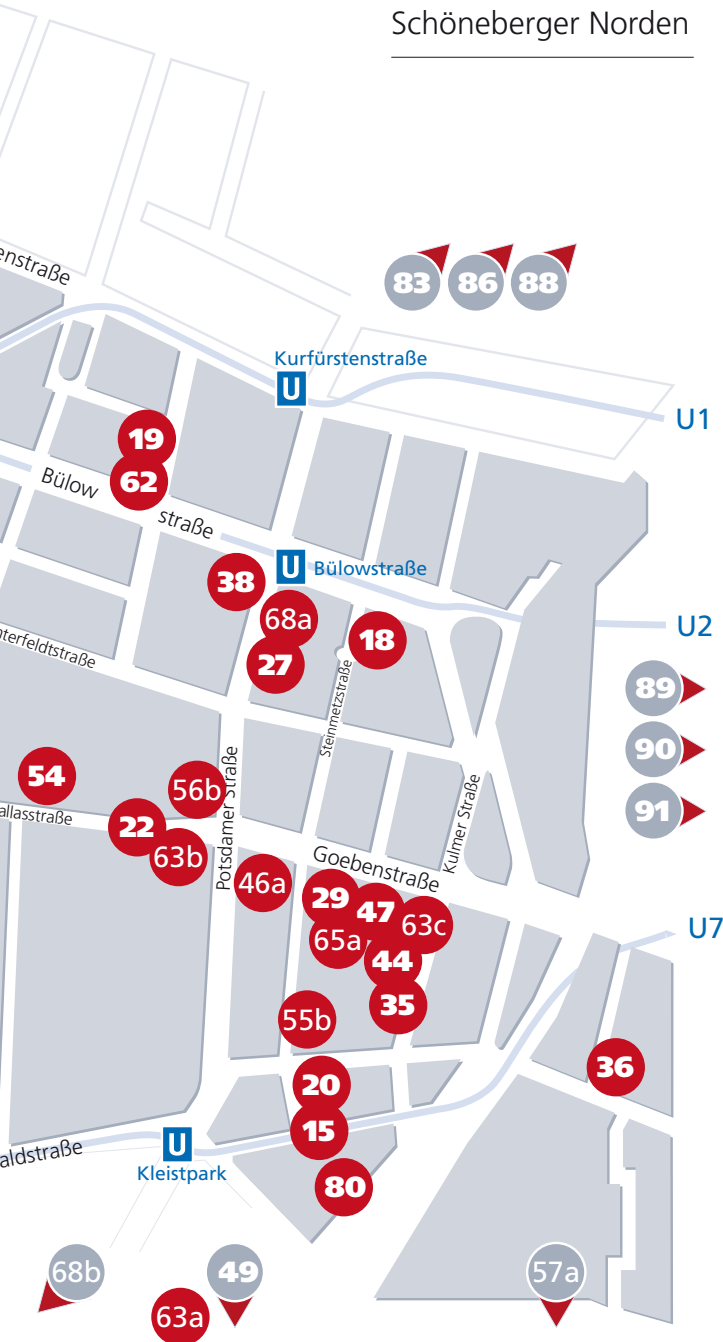 Schöneberger Norden
enstraße
83 86 88
Kurfürstenstraße
U
U1
19
62
Bülow straße
U Bülowstraße
38
68a
18
U2
27
nterfeldtstraße
Steinmetzstraße
89
90
91
54
56b
Potsdamer Straße
Kulmer Straße
allasstraße
22
63b
Goebenstraße
46a
29
47
63c
65a
44
U7
35
55b
36
20
15
U
Kleistpark
aldstraße
80
68b
49
57a
63a